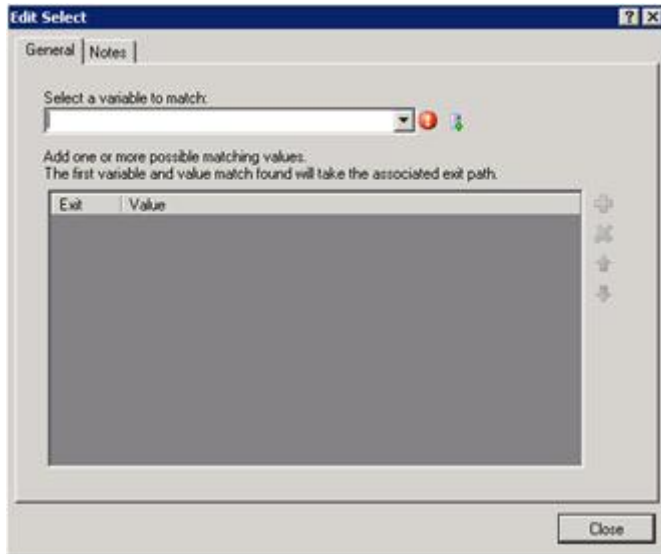 Edit Select
General Notes
Select a variable to match:
Add one or more possible matching values.
The first variable and value match found will take the associated exit path.
Exit Value
Close